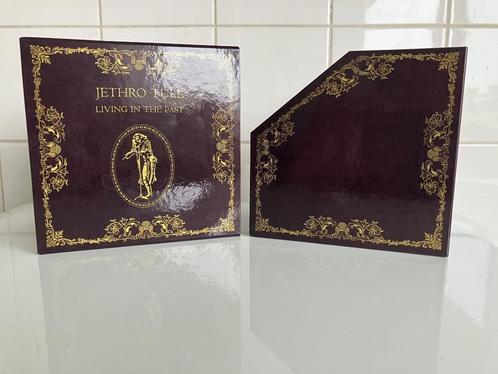 JETHRO TULL
LIVING IN THE PAST